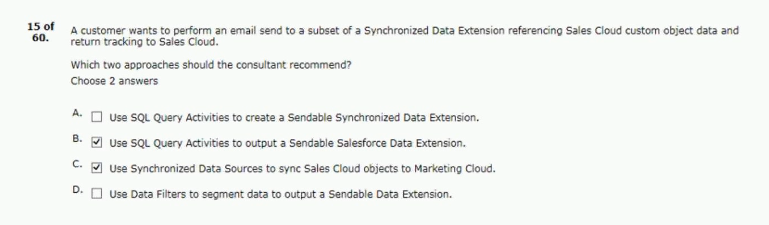 15 of
60.
A customer wants to perform an email send to a subset of a Synchronized Data Extension referencing Sales Cloud custom object data and
return tracking to Sales Cloud.
Which two approaches should the consultant recommend?
Choose 2 answers
A. Use SQL Query Activities to create a Sendable Synchronized Data Extension.
B. Use SQL Query Activities to output a Sendable Salesforce Data Extension.
C. Use Synchronized Data Sources to sync Sales Cloud objects to Marketing Cloud.
D. Use Data Filters to segment data to output a Sendable Data Extension.